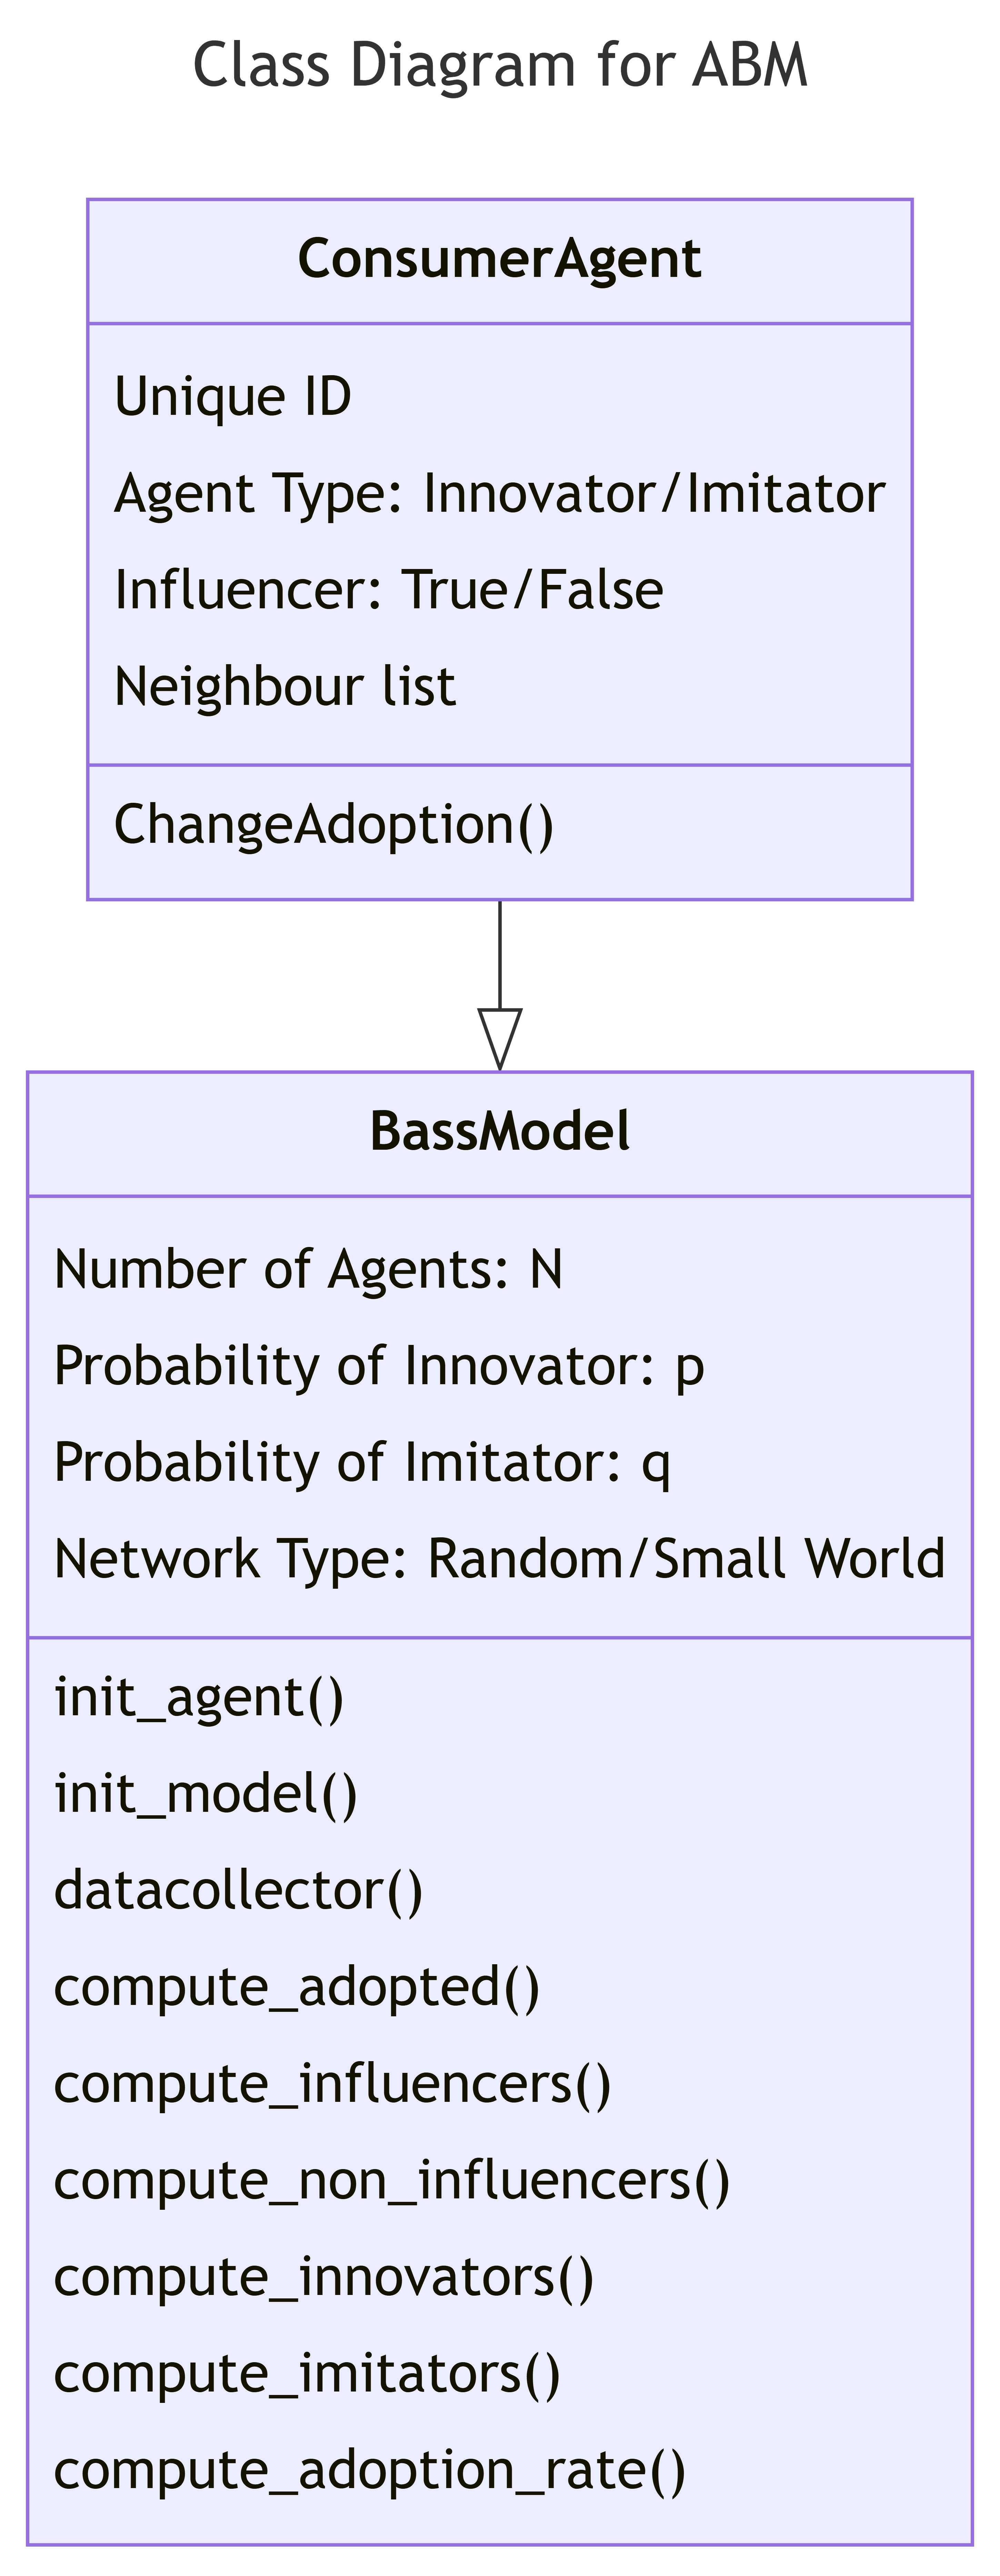 Class Diagram for ABM
ConsumerAgent
Unique ID
Agent Type: Innovator/Imitator
Influencer: True/False
Neighbour list
ChangeAdoption()
BassModel
Number of Agents: N
Probability of Innovator: p
Probability of Imitator: q
Network Type: Random/Small World
init_agent()
init_model()
datacollector()
compute_adopted()
compute_influencers()
compute_non_influencers()
compute_innovators()
compute_imitators()
compute_adoption_rate()